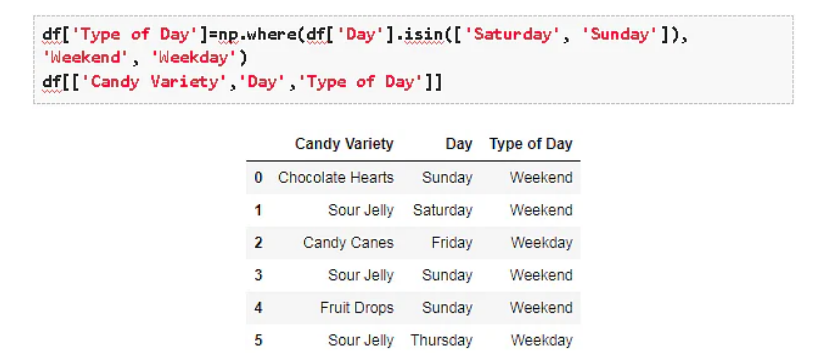 df['Type of Day']=np.where(df['Day'].isin(['Saturday', 'Sunday']),
'Weekend', 'Weekday')
df[['Candy Variety','Day','Type of Day']]
Candy Variety Day Type of Day
0 Chocolate Hearts Sunday Weekend
1 Sour Jelly Saturday Weekend
2 Candy Canes Friday Weekday
3 Sour Jelly Sunday Weekend
4 Fruit Drops Sunday Weekend
5 Sour Jelly Thursday Weekday